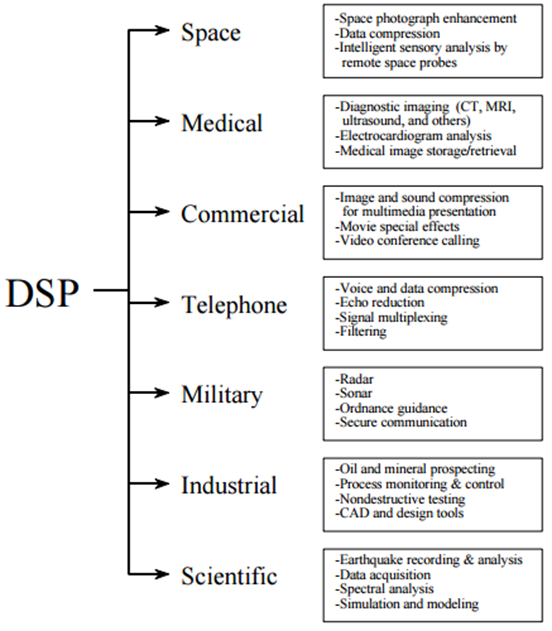 DSP
Space
-Space photograph enhancement
-Data compression
-Intelligent sensory analysis by
remote space probes
Medical
-Diagnostic imaging (CT, MRI,
ultrasound, and others)
-Electrocardiogram analysis
-Medical image storage/retrieval
Commercial
-Image and sound compression
for multimedia presentation
-Movie special effects
-Video conference calling
Telephone
-Voice and data compression
-Echo reduction
-Signal multiplexing
-Filtering
Military
-Radar
-Sonar
-Ordnance guidance
-Secure communication
Industrial
-Oil and mineral prospecting
-Process monitoring & control
-Nondestructive testing
-CAD and design tools
Scientific
-Earthquake recording & analysis
-Data acquisition
-Spectral analysis
-Simulation and modeling